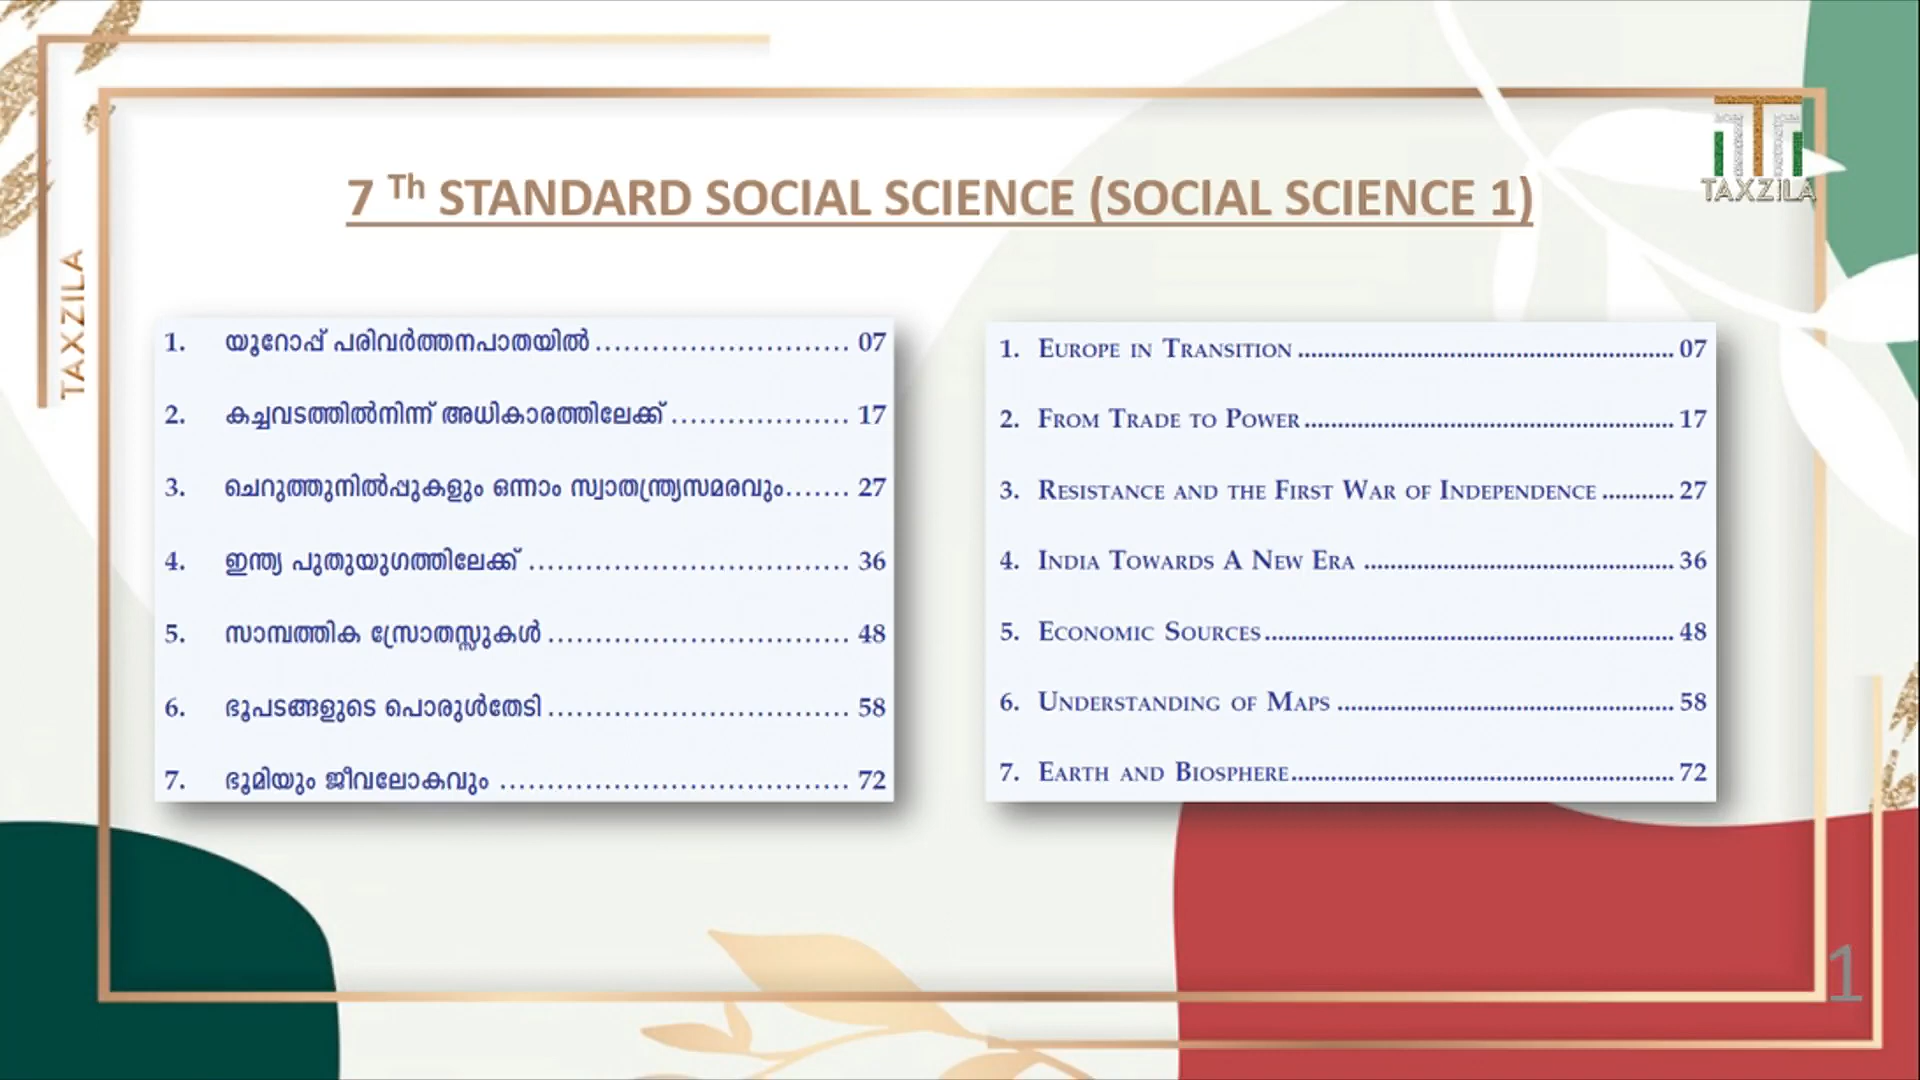 TAXZILA
TAXZILA
7 Th STANDARD SOCIAL SCIENCE (SOCIAL SCIENCE 1)
1. യൂറോപ്പ് പരിവർത്തനപാതയിൽ ........................... 07
2. കച്ചവടത്തിൽനിന്ന് അധികാരത്തിലേക്ക് ................... 17
3. ചെറുത്തുനിൽപ്പുകളും ഒന്നാം സ്വാതന്ത്ര്യസമരവും....... 27
4. ഇന്ത്യ പുതുയുഗത്തിലേക്ക് .................................. 36
5. സാമ്പത്തിക സ്രോതസ്സുകൾ ................................ 48
6. ഭൂപടങ്ങളുടെ പൊരുൾതേടി ................................ 58
7. ഭൂമിയും ജീവലോകവും ..................................... 72
1. EUROPE IN TRANSITION ........................................................ 07
2. FROM TRADE TO POWER ........................................................ 17
3. RESISTANCE AND THE FIRST WAR OF INDEPENDENCE ........... 27
4. INDIA TOWARDS A NEW ERA ............................................... 36
5. ECONOMIC SOURCES .............................................................. 48
6. UNDERSTANDING OF MAPS ................................................... 58
7. EARTH AND BIOSPHERE .......................................................... 72
1